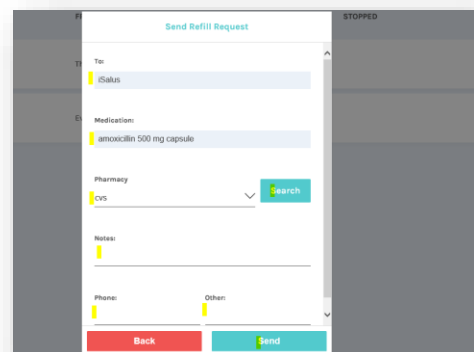 Send Refill Request
STOPPED
To:
iSalus
Medication:
amoxicillin 500 mg capsule
Pharmacy
cvs
Search
Notes:
Phone:
Other:
Back
Send